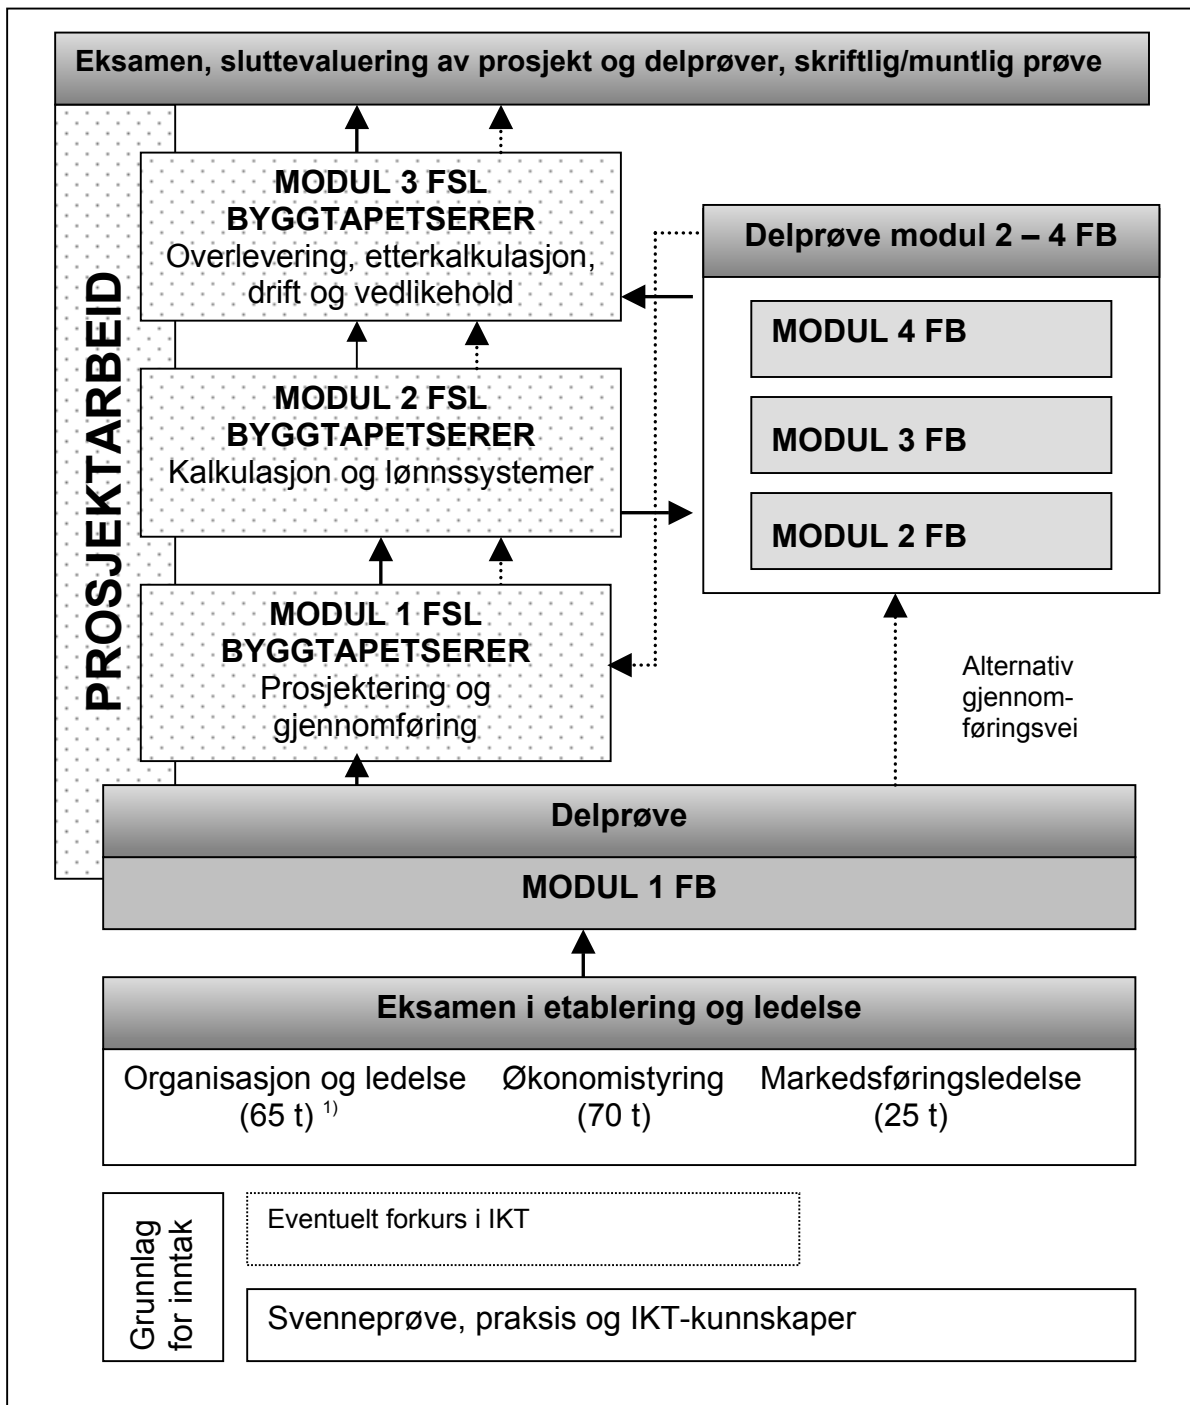 Eksamen, sluttevaluering av prosjekt og delprøver, skriftlig/muntlig prøve
PROSJEKTARBEID
MODUL 3 FSL
BYGGTAPETSERER
Overlevering, etterkalkulasjon,
drift og vedlikehold
MODUL 2 FSL
BYGGTAPETSERER
Kalkulasjon og lønnssystemer
MODUL 1 FSL
BYGGTAPETSERER
Prosjektering og
gjennomføring
Delprøve modul 2 – 4 FB
MODUL 4 FB
MODUL 3 FB
MODUL 2 FB
Alternativ
gjennom-
føringsvei
Delprøve
MODUL 1 FB
Eksamen i etablering og ledelse
Organisasjon og ledelse
(65 t) 1)
Økonomistyring
(70 t)
Markedsføringsledelse
(25 t)
Grunnlag
for inntak
Eventuelt forkurs i IKT
Svenneprøve, praksis og IKT-kunnskaper